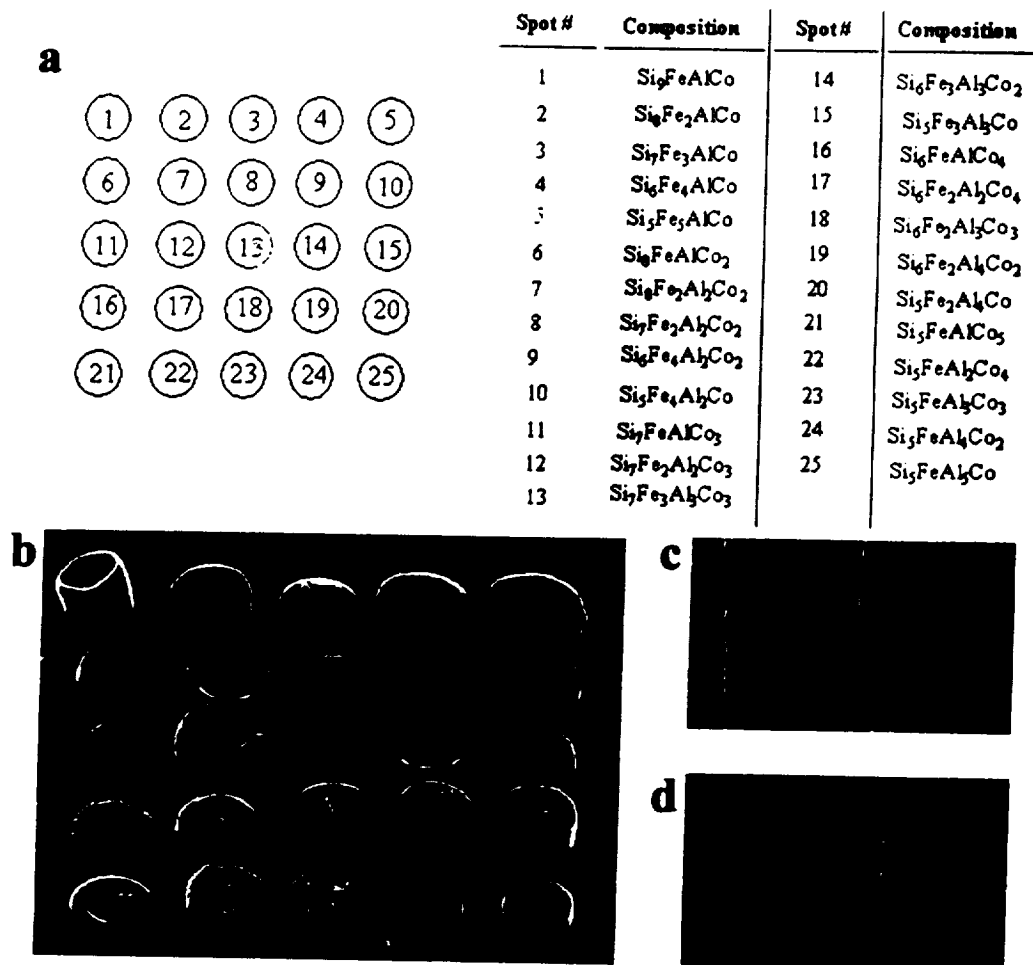 a
1 2 3 4 5
6 7 8 9 10
11 12 13 14 15
16 17 18 19 20
21 22 23 24 25
Spot # Composition Spot # Composition
1 Si₉FeAlCo 14 Si₆Fe₃Al₃Co₂
2 Si₈Fe₂AlCo 15 Si₅Fe₃Al₃Co
3 Si₇Fe₃AlCo 16 Si₆FeAlCo₄
4 Si₆Fe₄AlCo 17 Si₆Fe₂Al₂Co₄
5 Si₅Fe₅AlCo 18 Si₆Fe₂Al₃Co₃
6 Si₈FeAlCo₂ 19 Si₆Fe₂Al₄Co₂
7 Si₈Fe₂Al₂Co₂ 20 Si₅Fe₂Al₄Co
8 Si₇Fe₂Al₂Co₂ 21 Si₅FeAlCo₅
9 Si₆Fe₄Al₂Co₂ 22 Si₅FeAl₂Co₄
10 Si₅Fe₄Al₂Co 23 Si₅FeAl₃Co₃
11 Si₇FeAlCo₃ 24 Si₅FeAl₄Co₂
12 Si₇Fe₂Al₂Co₃ 25 Si₅FeAl₅Co
13 Si₇Fe₃Al₃Co₃
b
c
d